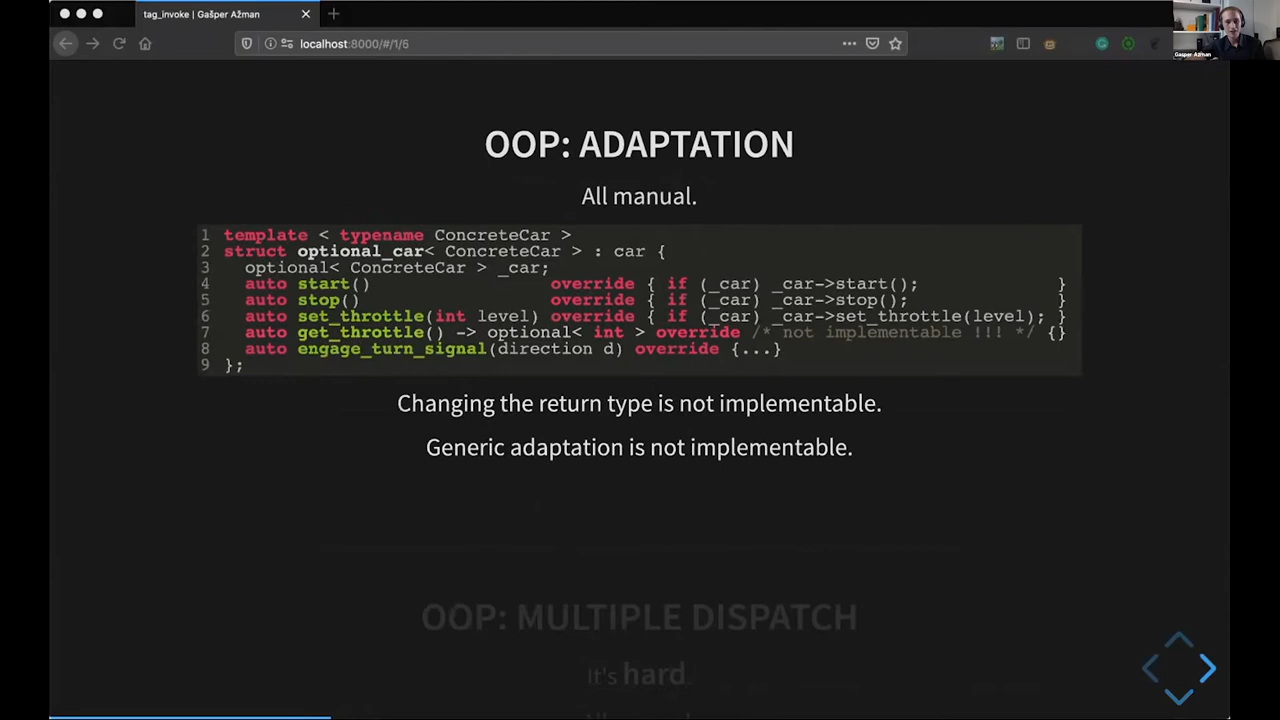 tag_invoke | Gašper Ažman
localhost:8000/#/1/6
Gašper Ažman
OOP: ADAPTATION
All manual.
1 template < typename ConcreteCar >
2 struct optional_car< ConcreteCar > : car {
3   optional< ConcreteCar > _car;
4   auto start()                 override { if (_car) _car->start();              }
5   auto stop()                  override { if (_car) _car->stop();               }
6   auto set_throttle(int level) override { if (_car) _car->set_throttle(level); }
7   auto get_throttle() -> optional< int > override /* not implementable !!! */ {}
8   auto engage_turn_signal(direction d) override {...}
9 };
Changing the return type is not implementable.
Generic adaptation is not implementable.
OOP: MULTIPLE DISPATCH
It's hard.